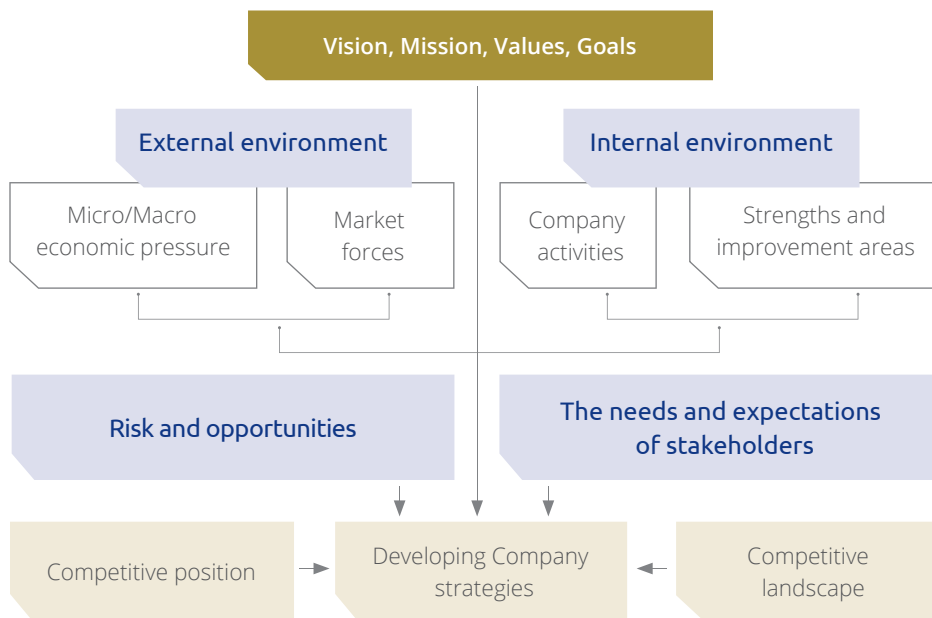 Vision, Mission, Values, Goals
External environment
Internal environment
Micro/Macro
economic pressure
Market
forces
Company
activities
Strengths and
improvement areas
Risk and opportunities
The needs and expectations
of stakeholders
Competitive position
Developing Company
strategies
Competitive
landscape